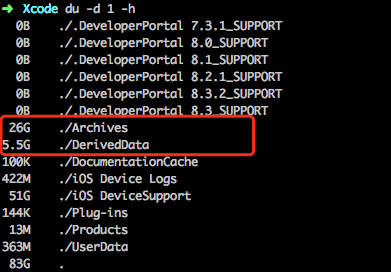 ➜ Xcode du -d 1 -h
0B ./.DeveloperPortal 7.3.1_SUPPORT
0B ./.DeveloperPortal 8.0_SUPPORT
0B ./.DeveloperPortal 8.1_SUPPORT
0B ./.DeveloperPortal 8.2.1_SUPPORT
0B ./.DeveloperPortal 8.3.2_SUPPORT
0B ./.DeveloperPortal 8.3_SUPPORT
26G ./Archives
5.5G ./DerivedData
100K ./DocumentationCache
422M ./iOS Device Logs
51G ./iOS DeviceSupport
144K ./Plug-ins
13M ./Products
363M ./UserData
83G .